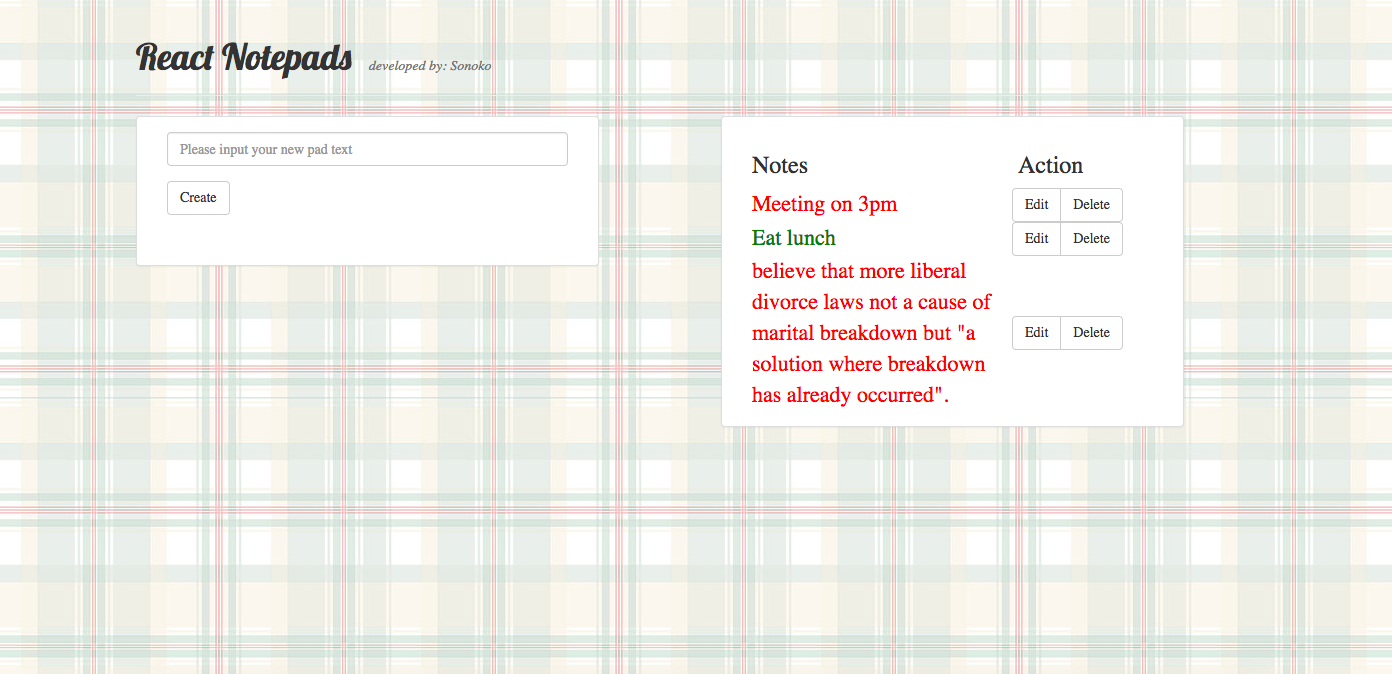 React Notepads developed by: Sonoko
Please input your new pad text
Create
Notes Action
Meeting on 3pm Edit Delete
Eat lunch Edit Delete
believe that more liberal
divorce laws not a cause of
marital breakdown but "a Edit Delete
solution where breakdown
has already occurred".